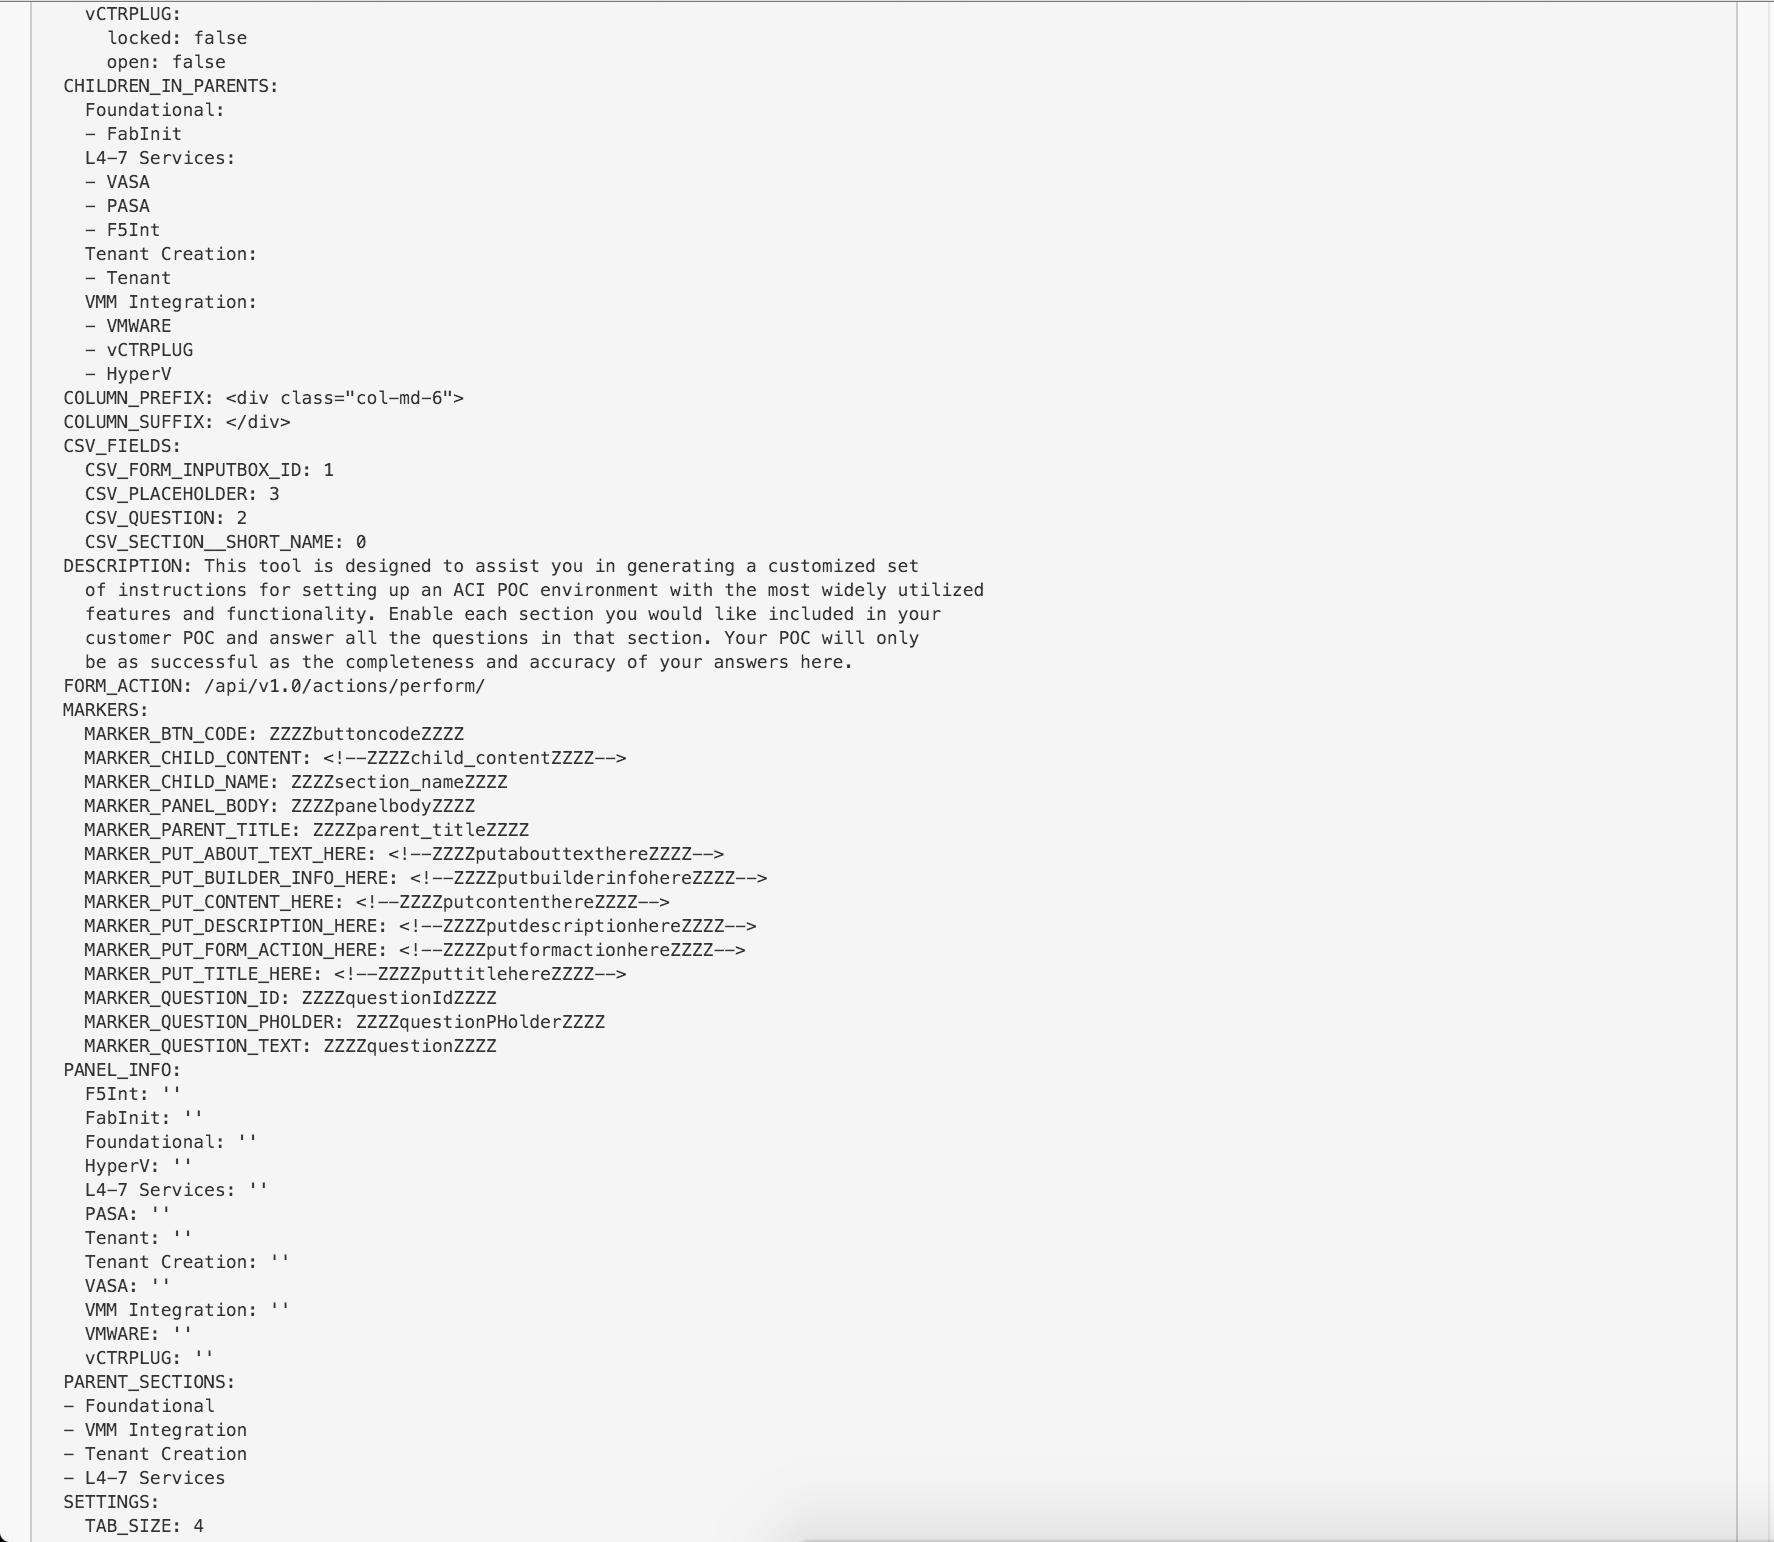 vCTRPLUG:
locked: false
open: false
CHILDREN_IN_PARENTS:
Foundational:
- FabInit
L4-7 Services:
- VASA
- PASA
- F5Int
Tenant Creation:
- Tenant
VMM Integration:
- VMWARE
- vCTRPLUG
- HyperV
COLUMN_PREFIX: <div class="col-md-6">
COLUMN_SUFFIX: </div>
CSV_FIELDS:
CSV_FORM_INPUTBOX_ID: 1
CSV_PLACEHOLDER: 3
CSV_QUESTION: 2
CSV_SECTION__SHORT_NAME: 0
DESCRIPTION: This tool is designed to assist you in generating a customized set
of instructions for setting up an ACI POC environment with the most widely utilized
features and functionality. Enable each section you would like included in your
customer POC and answer all the questions in that section. Your POC will only
be as successful as the completeness and accuracy of your answers here.
FORM_ACTION: /api/v1.0/actions/perform/
MARKERS:
MARKER_BTN_CODE: ZZZZbuttoncodeZZZZ
MARKER_CHILD_CONTENT: <!--ZZZZchild_contentZZZZ-->
MARKER_CHILD_NAME: ZZZZsection_nameZZZZ
MARKER_PANEL_BODY: ZZZZpanelbodyZZZZ
MARKER_PARENT_TITLE: ZZZZparent_titleZZZZ
MARKER_PUT_ABOUT_TEXT_HERE: <!--ZZZZputabouttexthereZZZZ-->
MARKER_PUT_BUILDER_INFO_HERE: <!--ZZZZputbuilderinfohereZZZZ-->
MARKER_PUT_CONTENT_HERE: <!--ZZZZputcontenthereZZZZ-->
MARKER_PUT_DESCRIPTION_HERE: <!--ZZZZputdescriptionhereZZZZ-->
MARKER_PUT_FORM_ACTION_HERE: <!--ZZZZputformactionhereZZZZ-->
MARKER_PUT_TITLE_HERE: <!--ZZZZputtitlehereZZZZ-->
MARKER_QUESTION_ID: ZZZZquestionIdZZZZ
MARKER_QUESTION_PHOLDER: ZZZZquestionPHolderZZZZ
MARKER_QUESTION_TEXT: ZZZZquestionZZZZ
PANEL_INFO:
F5Int: ''
FabInit: ''
Foundational: ''
HyperV: ''
L4-7 Services: ''
PASA: ''
Tenant: ''
Tenant Creation: ''
VASA: ''
VMM Integration: ''
VMWARE: ''
vCTRPLUG: ''
PARENT_SECTIONS:
- Foundational
- VMM Integration
- Tenant Creation
- L4-7 Services
SETTINGS:
TAB_SIZE: 4